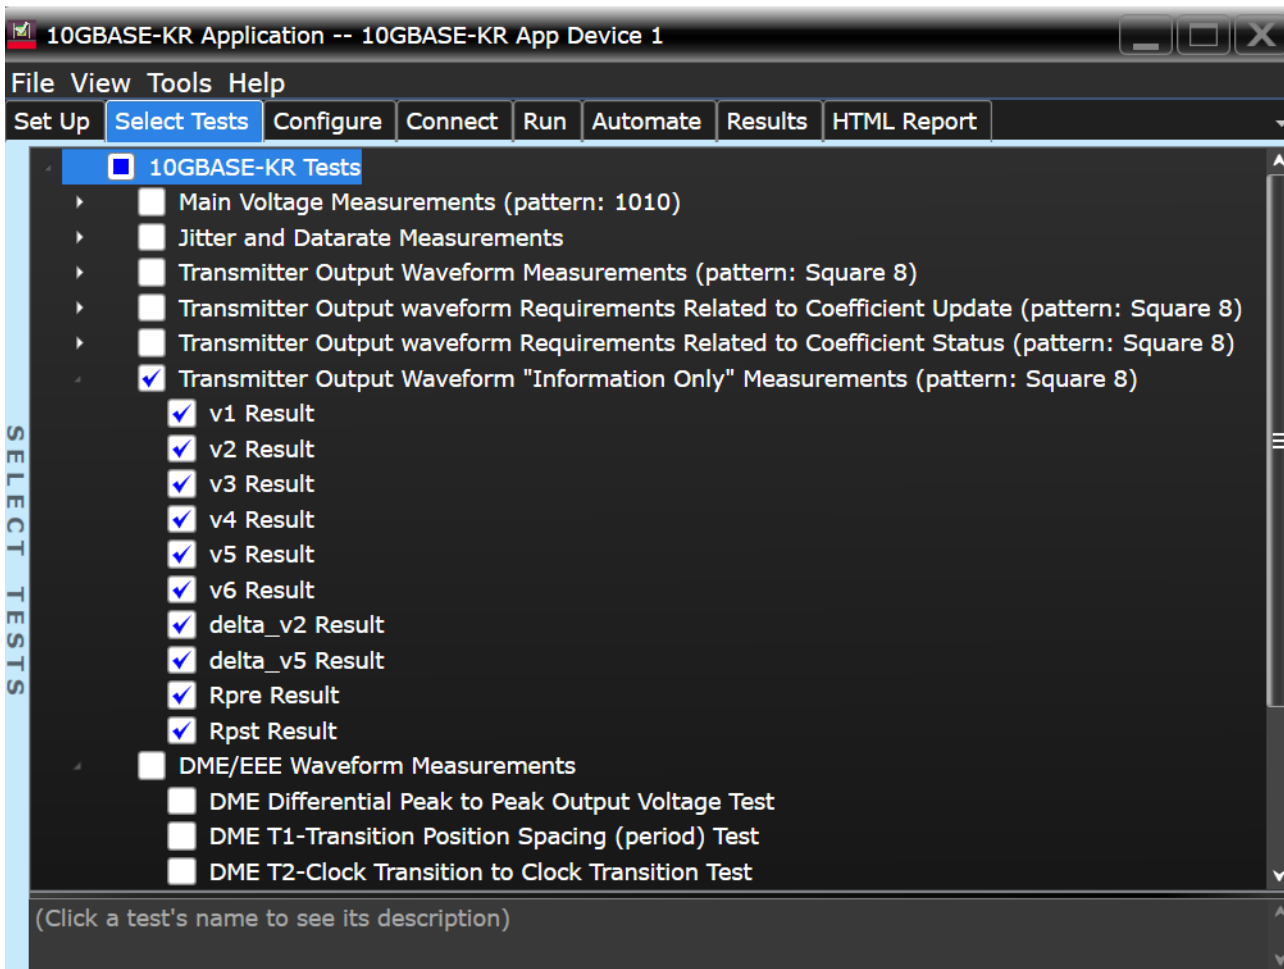 10GBASE-KR Application -- 10GBASE-KR App Device 1
File View Tools Help
Set Up Select Tests Configure Connect Run Automate Results HTML Report
SELECT TESTS
10GBASE-KR Tests
Main Voltage Measurements (pattern: 1010)
Jitter and Datarate Measurements
Transmitter Output Waveform Measurements (pattern: Square 8)
Transmitter Output waveform Requirements Related to Coefficient Update (pattern: Square 8)
Transmitter Output waveform Requirements Related to Coefficient Status (pattern: Square 8)
Transmitter Output Waveform "Information Only" Measurements (pattern: Square 8)
v1 Result
v2 Result
v3 Result
v4 Result
v5 Result
v6 Result
delta_v2 Result
delta_v5 Result
Rpre Result
Rpst Result
DME/EEE Waveform Measurements
DME Differential Peak to Peak Output Voltage Test
DME T1-Transition Position Spacing (period) Test
DME T2-Clock Transition to Clock Transition Test
(Click a test's name to see its description)